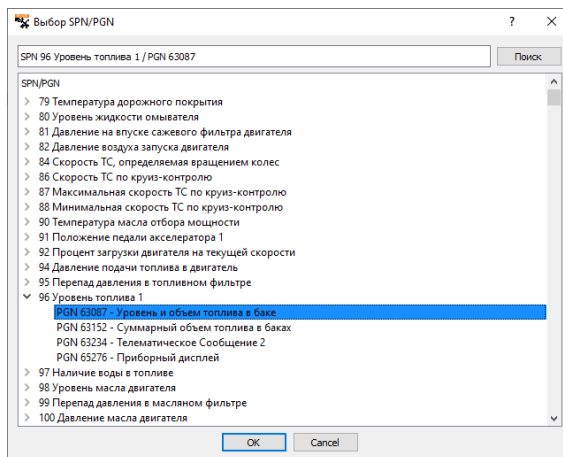 Выбор SPN/PGN
SPN 96 Уровень топлива 1 / PGN 63087
Поиск
SPN/PGN
79 Температура дорожного покрытия
80 Уровень жидкости омывателя
81 Давление на впуске сажевого фильтра двигателя
82 Давление воздуха запуска двигателя
84 Скорость ТС, определяемая вращением колес
86 Скорость ТС по круиз-контролю
87 Максимальная скорость ТС по круиз-контролю
88 Минимальная скорость ТС по круиз-контролю
90 Температура масла отбора мощности
91 Положение педали акселератора 1
92 Процент загрузки двигателя на текущей скорости
94 Давление подачи топлива в двигатель
95 Перепад давления в топливном фильтре
96 Уровень топлива 1
PGN 63087 - Уровень и объем топлива в баке
PGN 63152 - Суммарный объем топлива в баках
PGN 63234 - Телематическое Сообщение 2
PGN 65276 - Приборный дисплей
97 Наличие воды в топливе
98 Уровень масла двигателя
99 Перепад давления в масляном фильтре
100 Давление масла двигателя
OK
Cancel